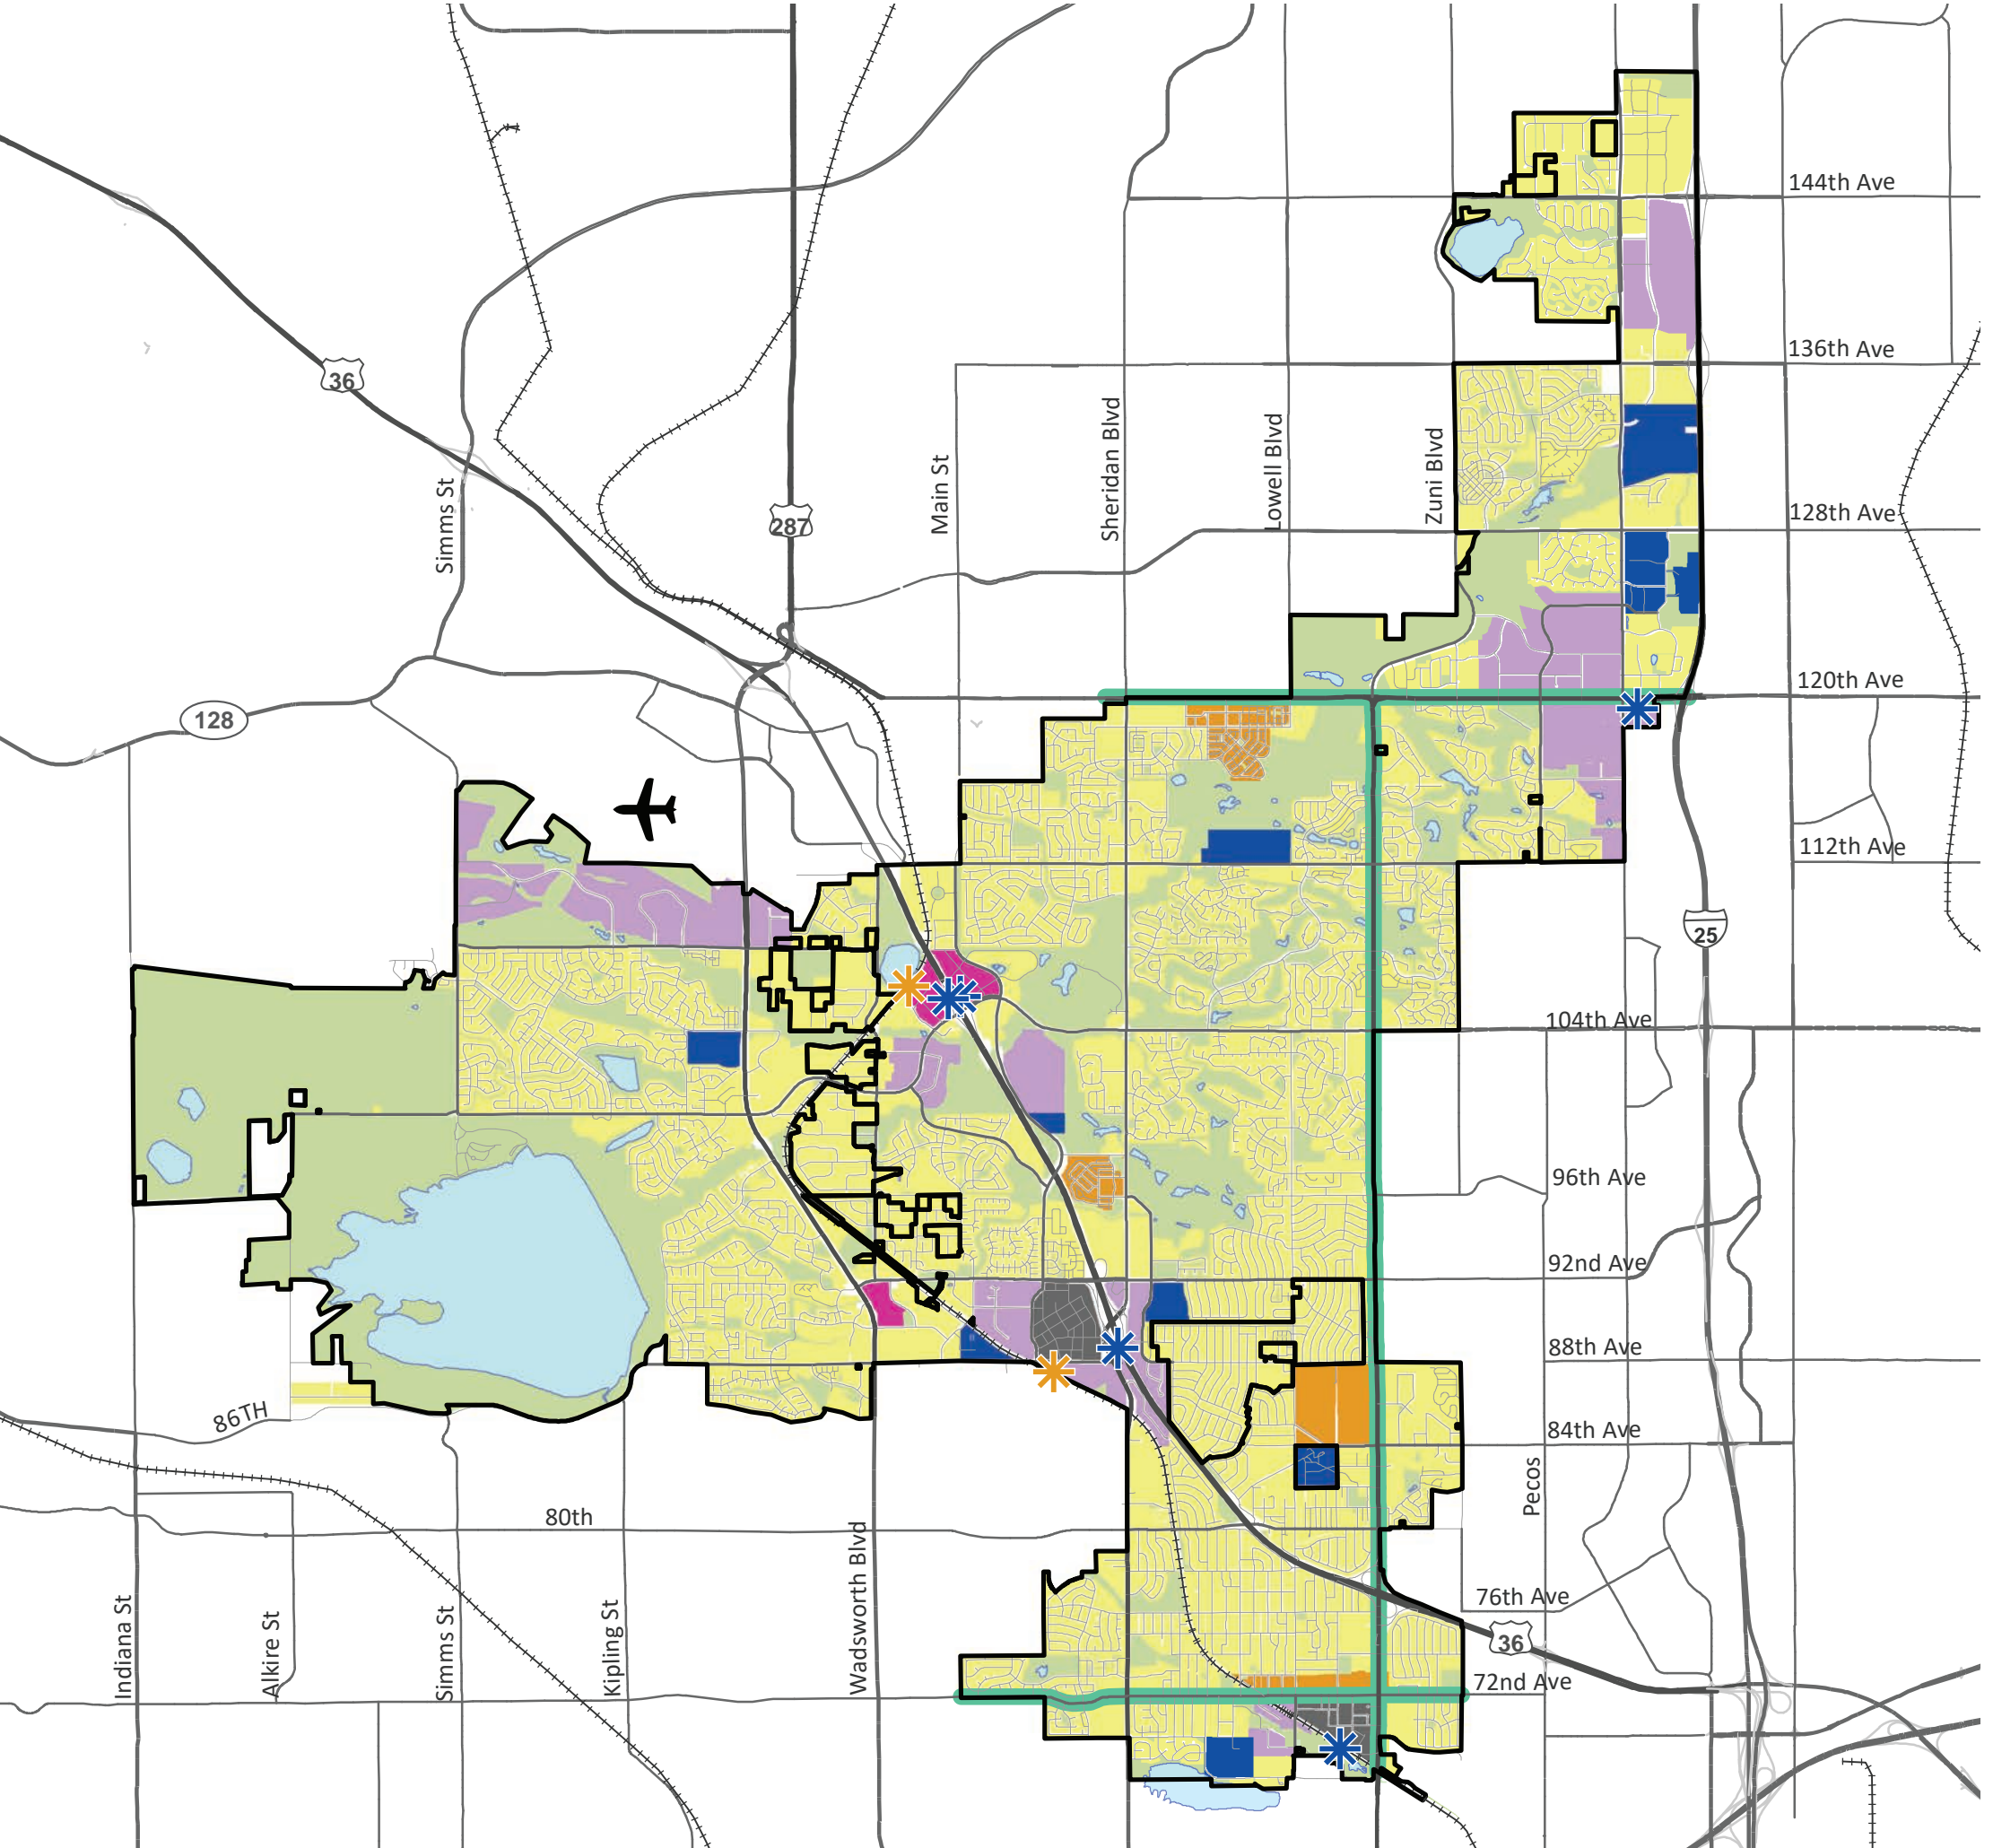 144th Ave
136th Ave
36
Sheridan Blvd
Lowell Blvd
Zuni Blvd
Main St
Simms St
287
128th Ave
120th Ave
128
112th Ave
25
104th Ave
96th Ave
92nd Ave
88th Ave
86TH
84th Ave
Pecos
80th
Wadsworth Blvd
76th Ave
Indiana St
Alkire St
Simms St
Kipling St
36
72nd Ave